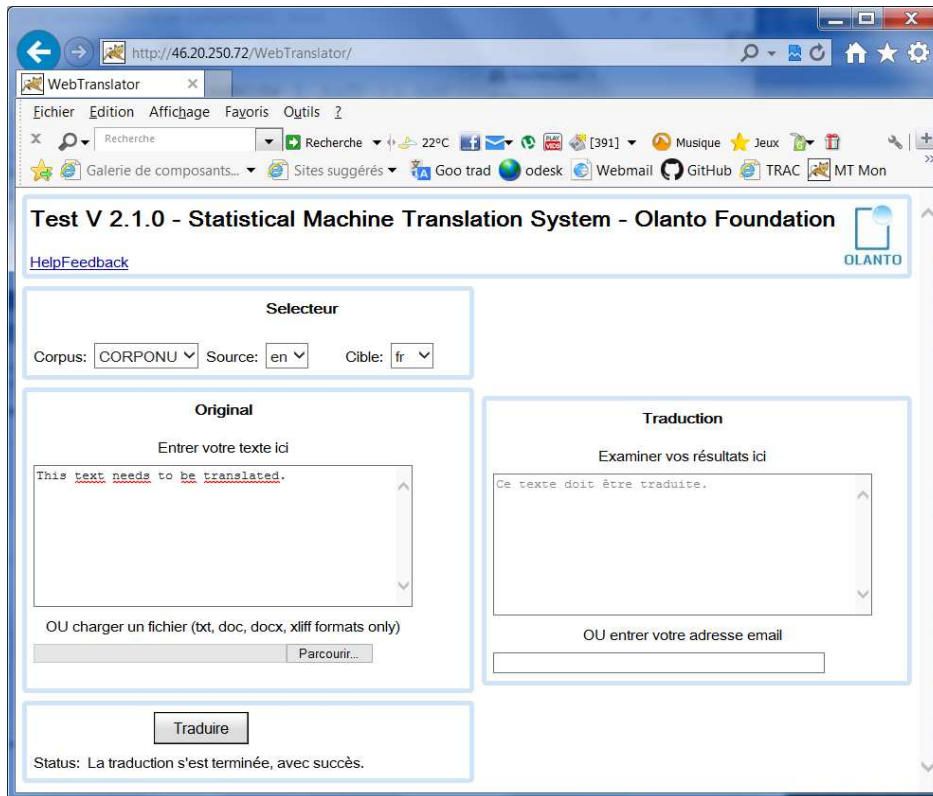 http://46.20.250.72/WebTranslator/
WebTranslator
Fichier Edition Affichage Favoris Outils ?
Recherche Recherche 22°C PLAY VIDS [391] Musique Jeux
Galerie de composants... Sites suggérés Goo trad odesk Webmail GitHub TRAC MT Mon
Test V 2.1.0 - Statistical Machine Translation System - Olanto Foundation
HelpFeedback
OLANTO
Selecteur
Corpus: CORPONU Source: en Cible: fr
Original
Entrer votre texte ici
This text needs to be translated.
OU charger un fichier (txt, doc, docx, xliff formats only)
Parcourir...
Traduction
Examiner vos résultats ici
Ce texte doit être traduite.
OU entrer votre adresse email
Traduire
Status: La traduction s'est terminée, avec succès.